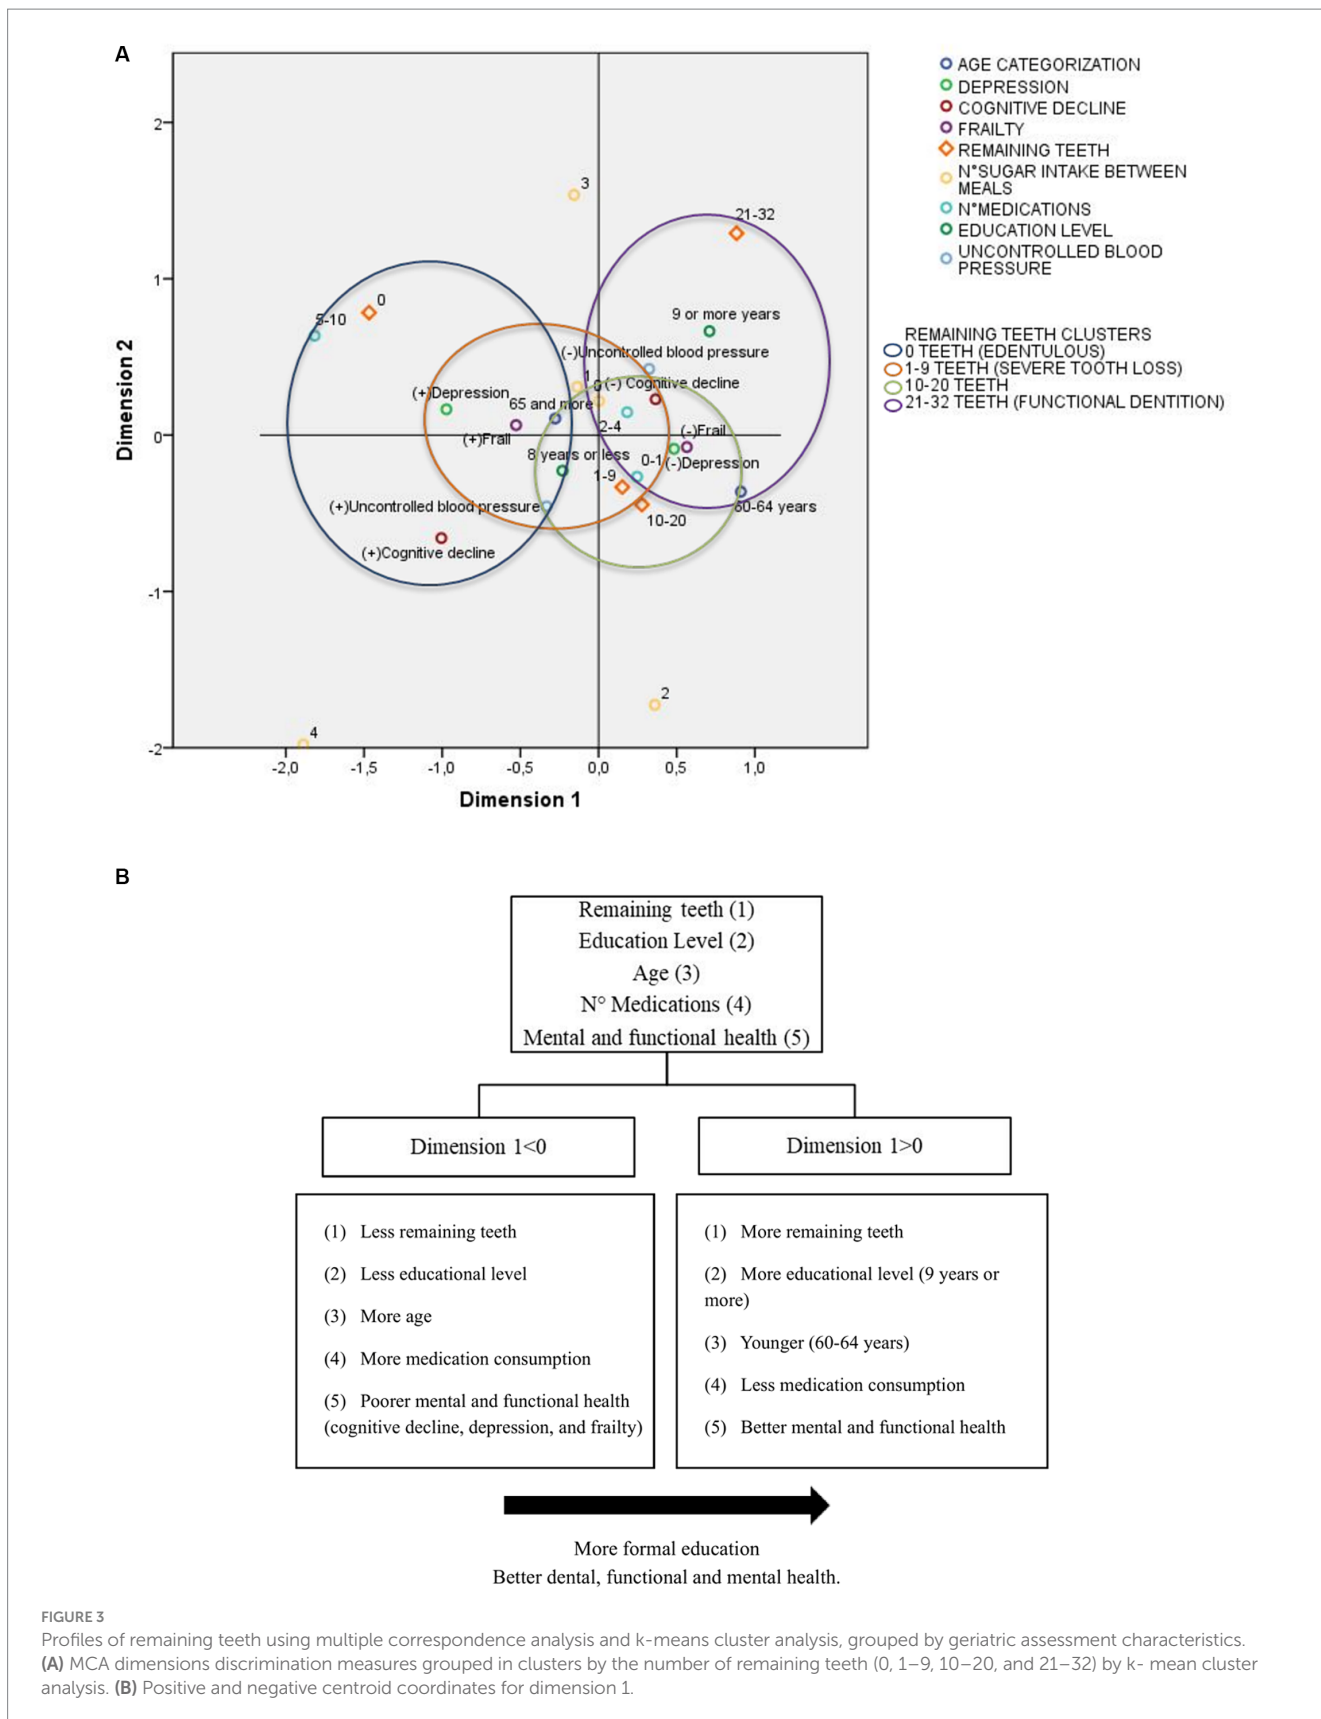 A
AGE CATEGORIZATION
DEPRESSION
COGNITIVE DECLINE
FRAILTY
REMAINING TEETH
N°SUGAR INTAKE BETWEEN
MEALS
N°MEDICATIONS
EDUCATION LEVEL
UNCONTROLLED BLOOD
PRESSURE
REMAINING TEETH CLUSTERS
0 TEETH (EDENTULOUS)
1-9 TEETH (SEVERE TOOTH LOSS)
10-20 TEETH
21-32 TEETH (FUNCTIONAL DENTITION)
Dimension 2
2
1
0
-1
-2
3
21-32
0
5-10
9 or more years
(-)Uncontrolled blood pressure
1
0
(-) Cognitive decline
(+)Depression
65 and more
2-4
(-)Frail
(+)Frail
8 years or less
0-1
(-)Depression
1-9
(+)Uncontrolled blood pressure
60-64 years
10-20
(+)Cognitive decline
2
4
-2,0
-1,5
-1,0
-0,5
0,0
0,5
1,0
Dimension 1
B
Remaining teeth (1)
Education Level (2)
Age (3)
N° Medications (4)
Mental and functional health (5)
Dimension 1<0
Dimension 1>0
(1) Less remaining teeth
(2) Less educational level
(3) More age
(4) More medication consumption
(5) Poorer mental and functional health
(cognitive decline, depression, and frailty)
(1) More remaining teeth
(2) More educational level (9 years or
more)
(3) Younger (60-64 years)
(4) Less medication consumption
(5) Better mental and functional health
More formal education
Better dental, functional and mental health.
FIGURE 3
Profiles of remaining teeth using multiple correspondence analysis and k-means cluster analysis, grouped by geriatric assessment characteristics.
(A) MCA dimensions discrimination measures grouped in clusters by the number of remaining teeth (0, 1–9, 10–20, and 21–32) by k- mean cluster
analysis. (B) Positive and negative centroid coordinates for dimension 1.